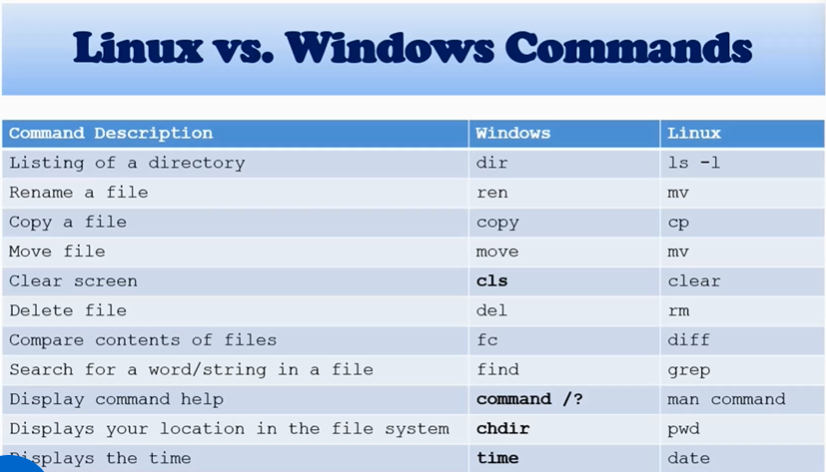 Linux vs. Windows Commands
Command Description Windows Linux
Listing of a directory dir ls -l
Rename a file ren mv
Copy a file copy cp
Move file move mv
Clear screen cls clear
Delete file del rm
Compare contents of files fc diff
Search for a word/string in a file find grep
Display command help command /? man command
Displays your location in the file system chdir pwd
Displays the time time date